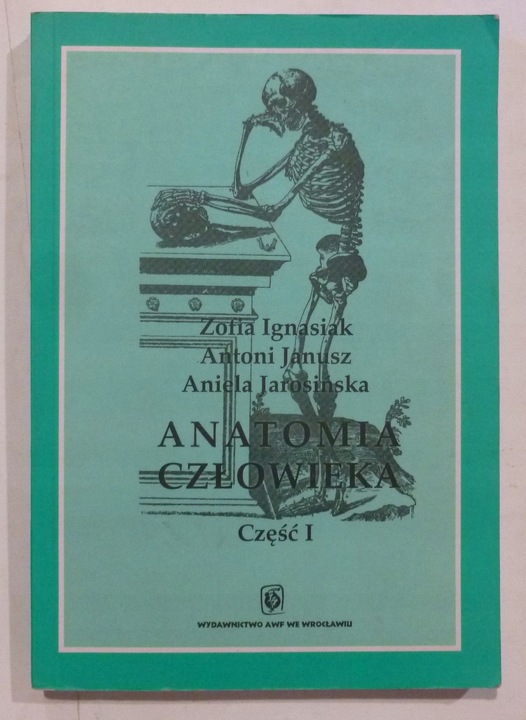 Zofia Ignasiak
Antoni Janusz
Aniela Jarosińska
ANATOMIA
CZŁOWIEKA
Część I
WYDAWNICTWO AWF WE WROCŁAWIU